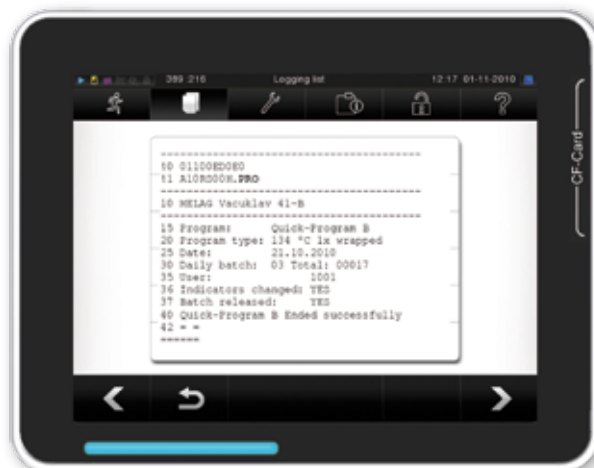 389 :216 Logging list 12:17 01-11-2010
?
--------------------------------------------
t0 01100ED0E0
t1 A10RS00H.PRO
--------------------------------------------
10 MELAG Vacuklav 41-B
--------------------------------------------
15 Program: Quick-Program B
20 Program type: 134 °C 1x wrapped
25 Date: 21.10.2010
30 Daily batch: 03 Total: 00017
35 User: 1001
36 Indicators changed: YES
37 Batch released: YES
40 Quick-Program B Ended successfully
42 = =
======
CF-Card